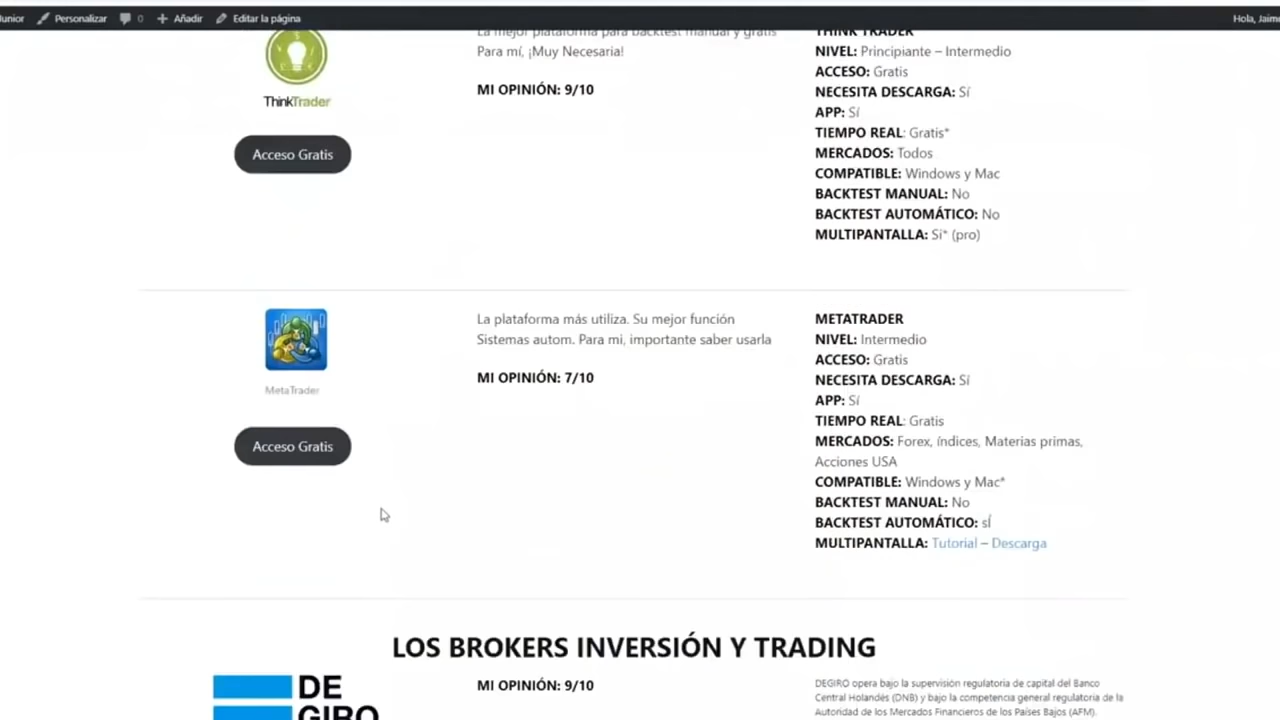 Junior Personalizar 0 Añadir Editar la página Hola, Jaime
La mejor plataforma para backtest manual y gratis
Para mí, ¡Muy Necesaria!
MI OPINIÓN: 9/10
ThinkTrader
Acceso Gratis
THINK TRADER
NIVEL: Principiante – Intermedio
ACCESO: Gratis
NECESITA DESCARGA: Sí
APP: Sí
TIEMPO REAL: Gratis*
MERCADOS: Todos
COMPATIBLE: Windows y Mac
BACKTEST MANUAL: No
BACKTEST AUTOMÁTICO: No
MULTIPANTALLA: Si* (pro)
MetaTrader
Acceso Gratis
La plataforma más utiliza. Su mejor función
Sistemas autom. Para mi, importante saber usarla
MI OPINIÓN: 7/10
METATRADER
NIVEL: Intermedio
ACCESO: Gratis
NECESITA DESCARGA: Sí
APP: Sí
TIEMPO REAL: Gratis
MERCADOS: Forex, índices, Materias primas,
Acciones USA
COMPATIBLE: Windows y Mac*
BACKTEST MANUAL: No
BACKTEST AUTOMÁTICO: sÍ
MULTIPANTALLA: Tutorial – Descarga
LOS BROKERS INVERSIÓN Y TRADING
DE
GIRO
MI OPINIÓN: 9/10
DEGIRO opera bajo la supervisión regulatoria de capital del Banco
Central Holandés (DNB) y bajo la competencia general regulatoria de la
Autoridad de los Mercados Financieros de los Países Bajos (AFM).